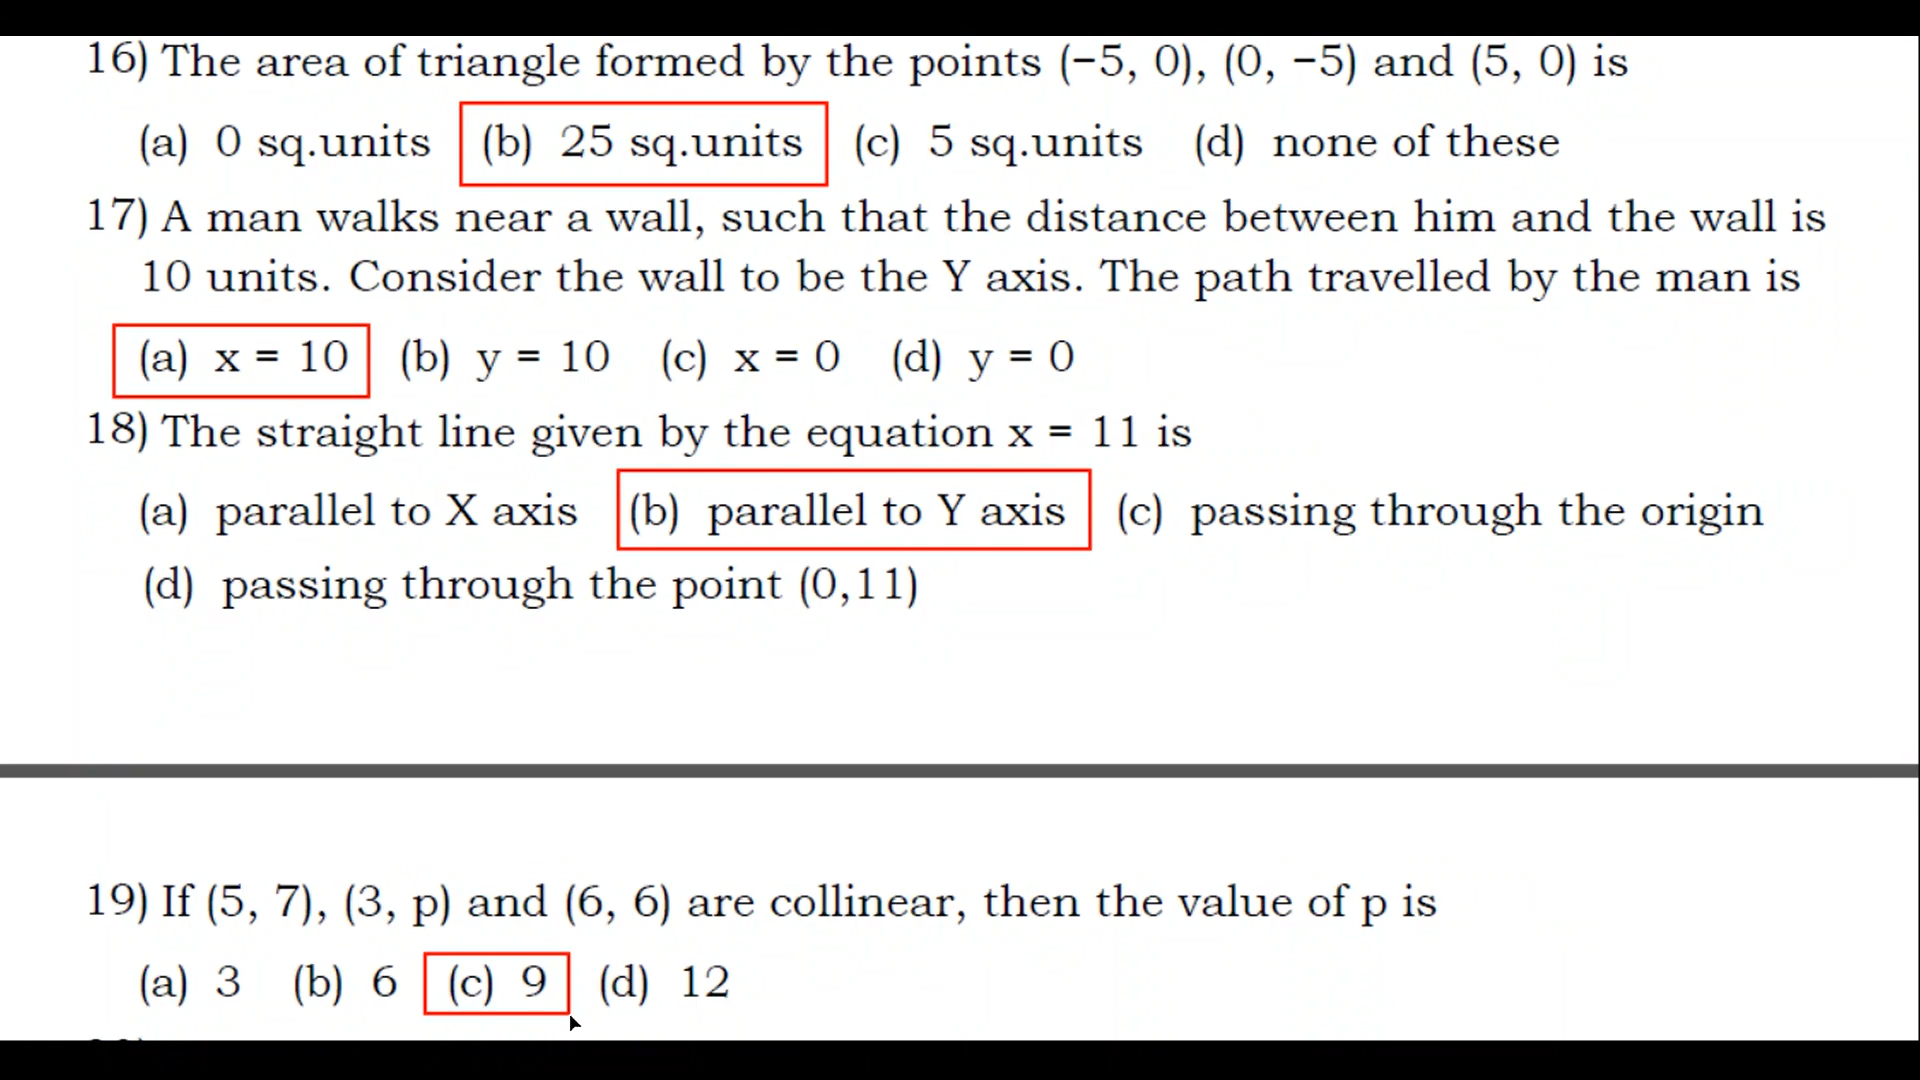 16) The area of triangle formed by the points (−5, 0), (0, −5) and (5, 0) is
(a) 0 sq.units (b) 25 sq.units (c) 5 sq.units (d) none of these
17) A man walks near a wall, such that the distance between him and the wall is
10 units. Consider the wall to be the Y axis. The path travelled by the man is
(a) x = 10 (b) y = 10 (c) x = 0 (d) y = 0
18) The straight line given by the equation x = 11 is
(a) parallel to X axis (b) parallel to Y axis (c) passing through the origin
(d) passing through the point (0,11)
19) If (5, 7), (3, p) and (6, 6) are collinear, then the value of p is
(a) 3 (b) 6 (c) 9 (d) 12